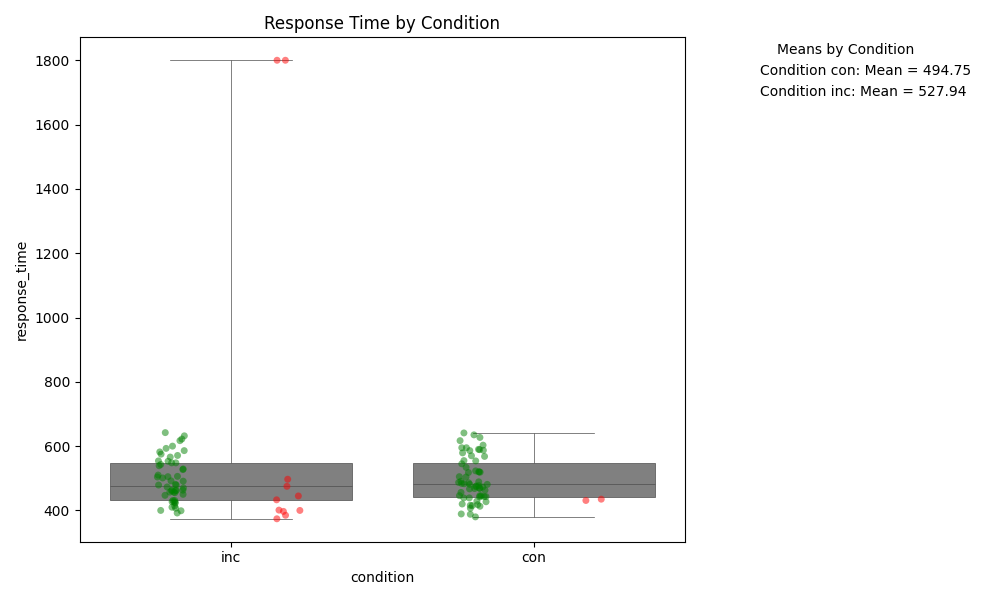 Response Time by Condition
Means by Condition
Condition con: Mean = 494.75
Condition inc: Mean = 527.94
response_time
1800
1600
1400
1200
1000
800
600
400
inc
con
condition